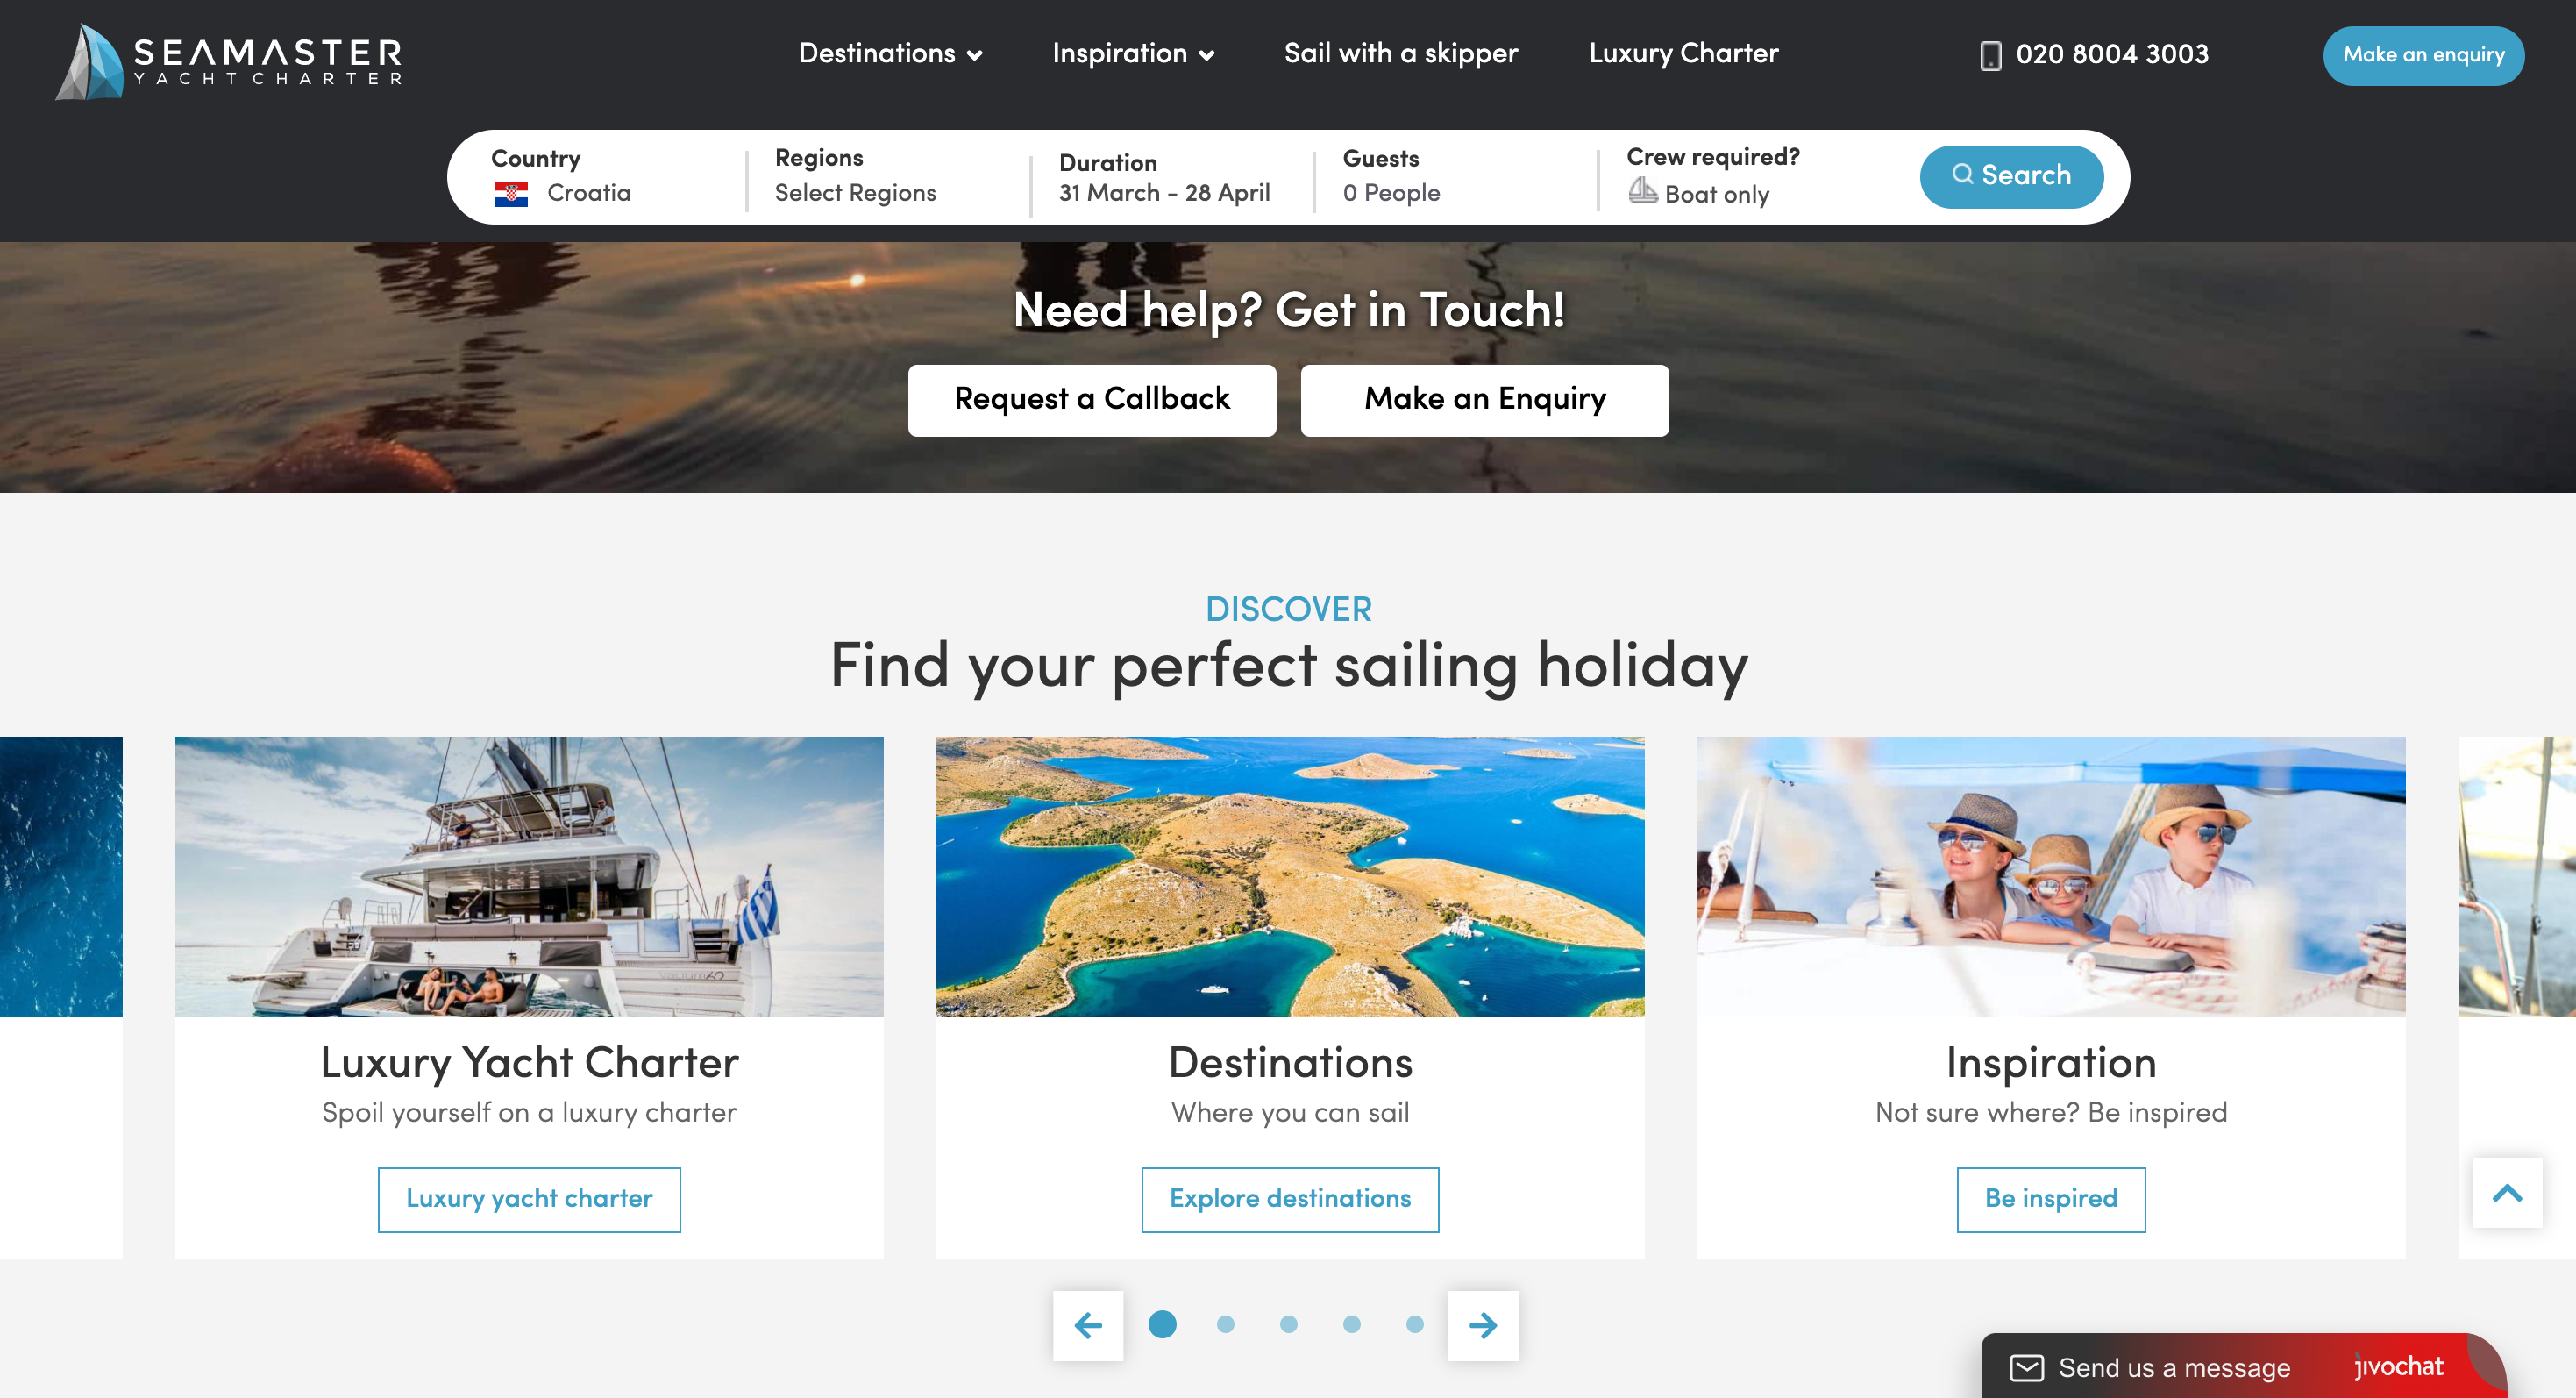 SEAMASTER
YACHT CHARTER
Destinations
Inspiration
Sail with a skipper
Luxury Charter
020 8004 3003
Make an enquiry
Country
Croatia
Regions
Select Regions
Duration
31 March - 28 April
Guests
0 People
Crew required?
Boat only
Search
Need help? Get in Touch!
Request a Callback
Make an Enquiry
DISCOVER
Find your perfect sailing holiday
Luxury Yacht Charter
Spoil yourself on a luxury charter
Luxury yacht charter
Destinations
Where you can sail
Explore destinations
Inspiration
Not sure where? Be inspired
Be inspired
Send us a message
jivochat